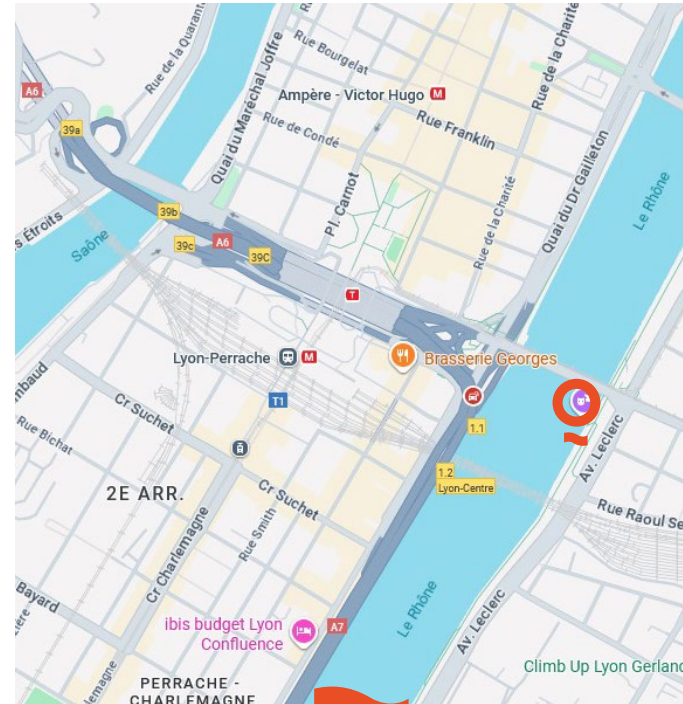 Rue de la Quaranta
Rue Bourgelat
Quai du Maréchal Joffre
Rue de la Charité
A6
Ampère - Victor Hugo M
39a
Rue de Condé
Rue Franklin
Quai du Dr Gailleton
Le Rhône
39b
Pl. Carnot
Rue de la Charité
s Étroits
Saône
39c
A6
39C
T
Lyon-Perrache M
Brasserie Georges
T1
mbaud
Cr Suchet
1.1
Av. Leclerc
Rue Bichat
1.2
Lyon-Centre
2E ARR.
Cr Suchet
Rue Raoul Se
Rue Smith
Cr Charlemagne
Bayard
Le Rhône
ibis budget Lyon
Confluence
A7
Av. Leclerc
Climb Up Lyon Gerland
PERRACHE -
CHARLEMAGNE
lemagne